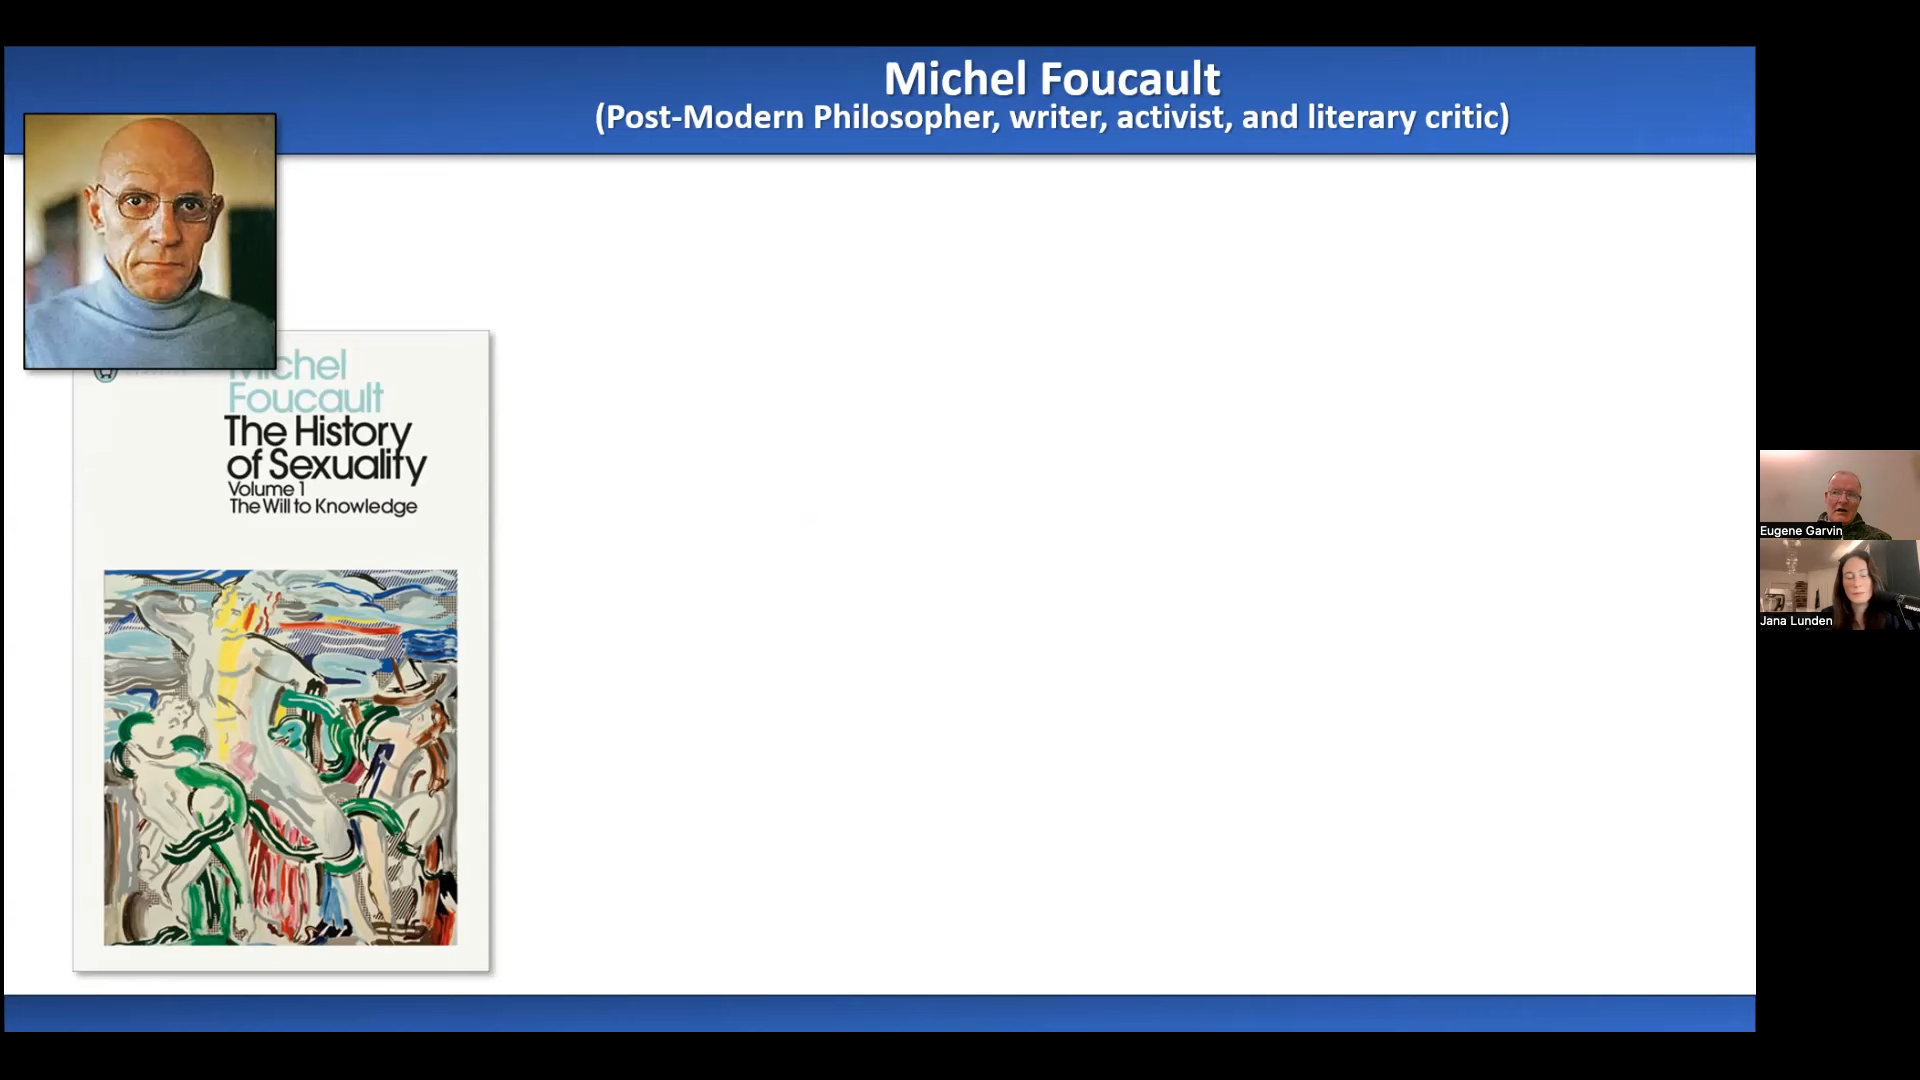 Michel Foucault
(Post-Modern Philosopher, writer, activist, and literary critic)
Michel
Foucault
The History
of Sexuality
Volume 1
The Will to Knowledge
Eugene Garvin
Jana Lunden